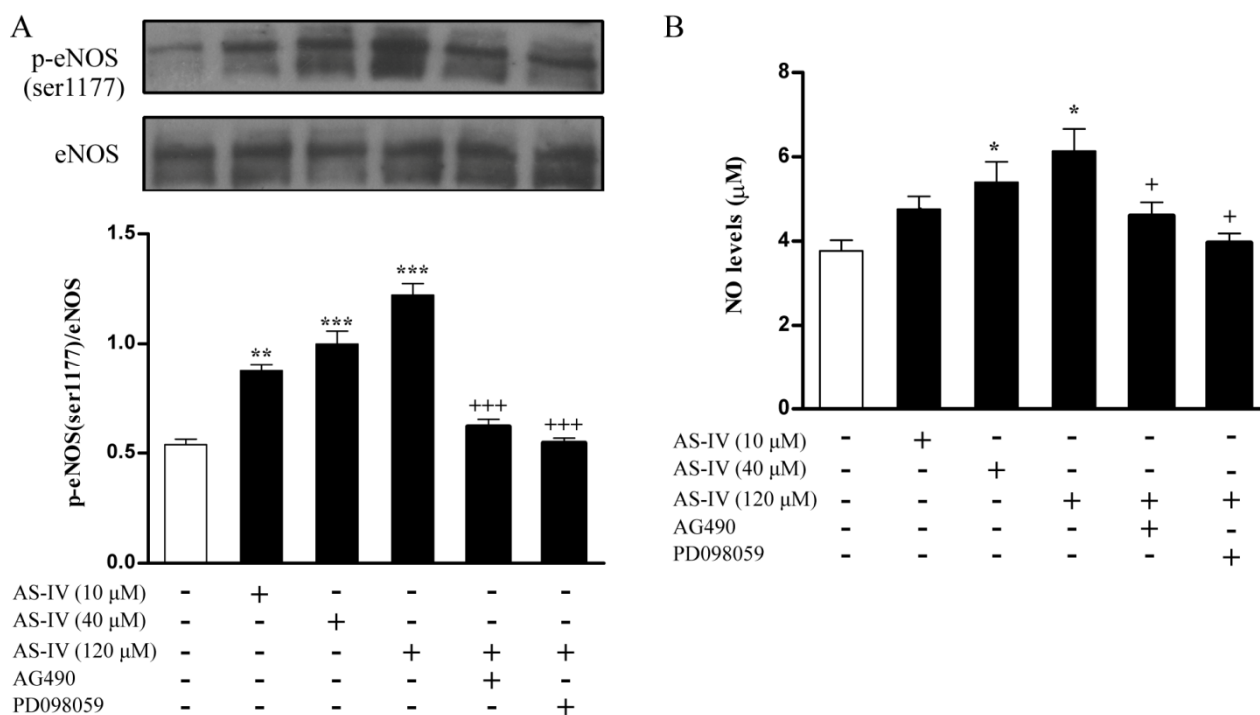 A
p-eNOS
(ser1177)
eNOS
p-eNOS(ser1177)/eNOS
1.5
1.0
0.5
0.0
**
***
***
+++
+++
AS-IV (10 μM) - + - - - -
AS-IV (40 μM) - - + - - -
AS-IV (120 μM) - - - + + +
AG490 - - - - + -
PD098059 - - - - - +
B
NO levels (μM)
8
6
4
2
0
*
*
+
+
AS-IV (10 μM) - + - - - -
AS-IV (40 μM) - - + - - -
AS-IV (120 μM) - - - + + +
AG490 - - - - + -
PD098059 - - - - - +